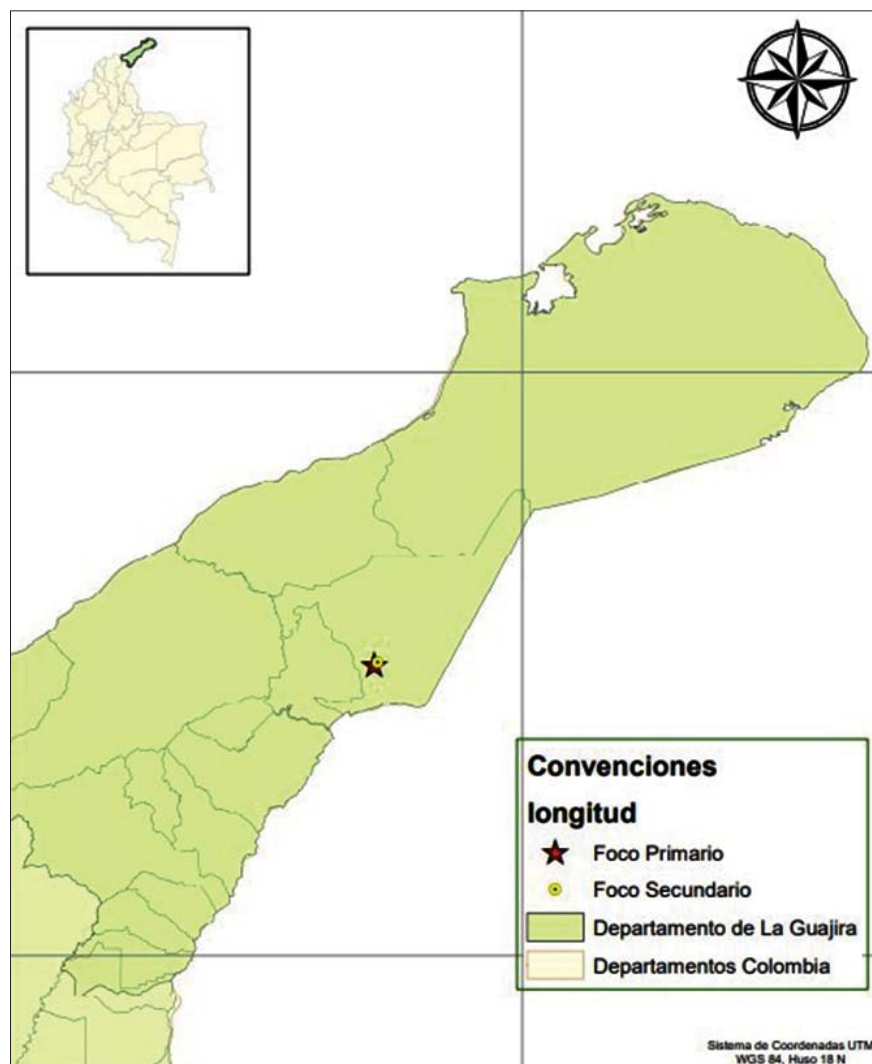 Convenciones
longitud
Foco Primario
Foco Secundario
Departamento de La Guajira
Departamentos Colombia
Sistema de Coordenadas UTM
WGS 84, Huso 18 N